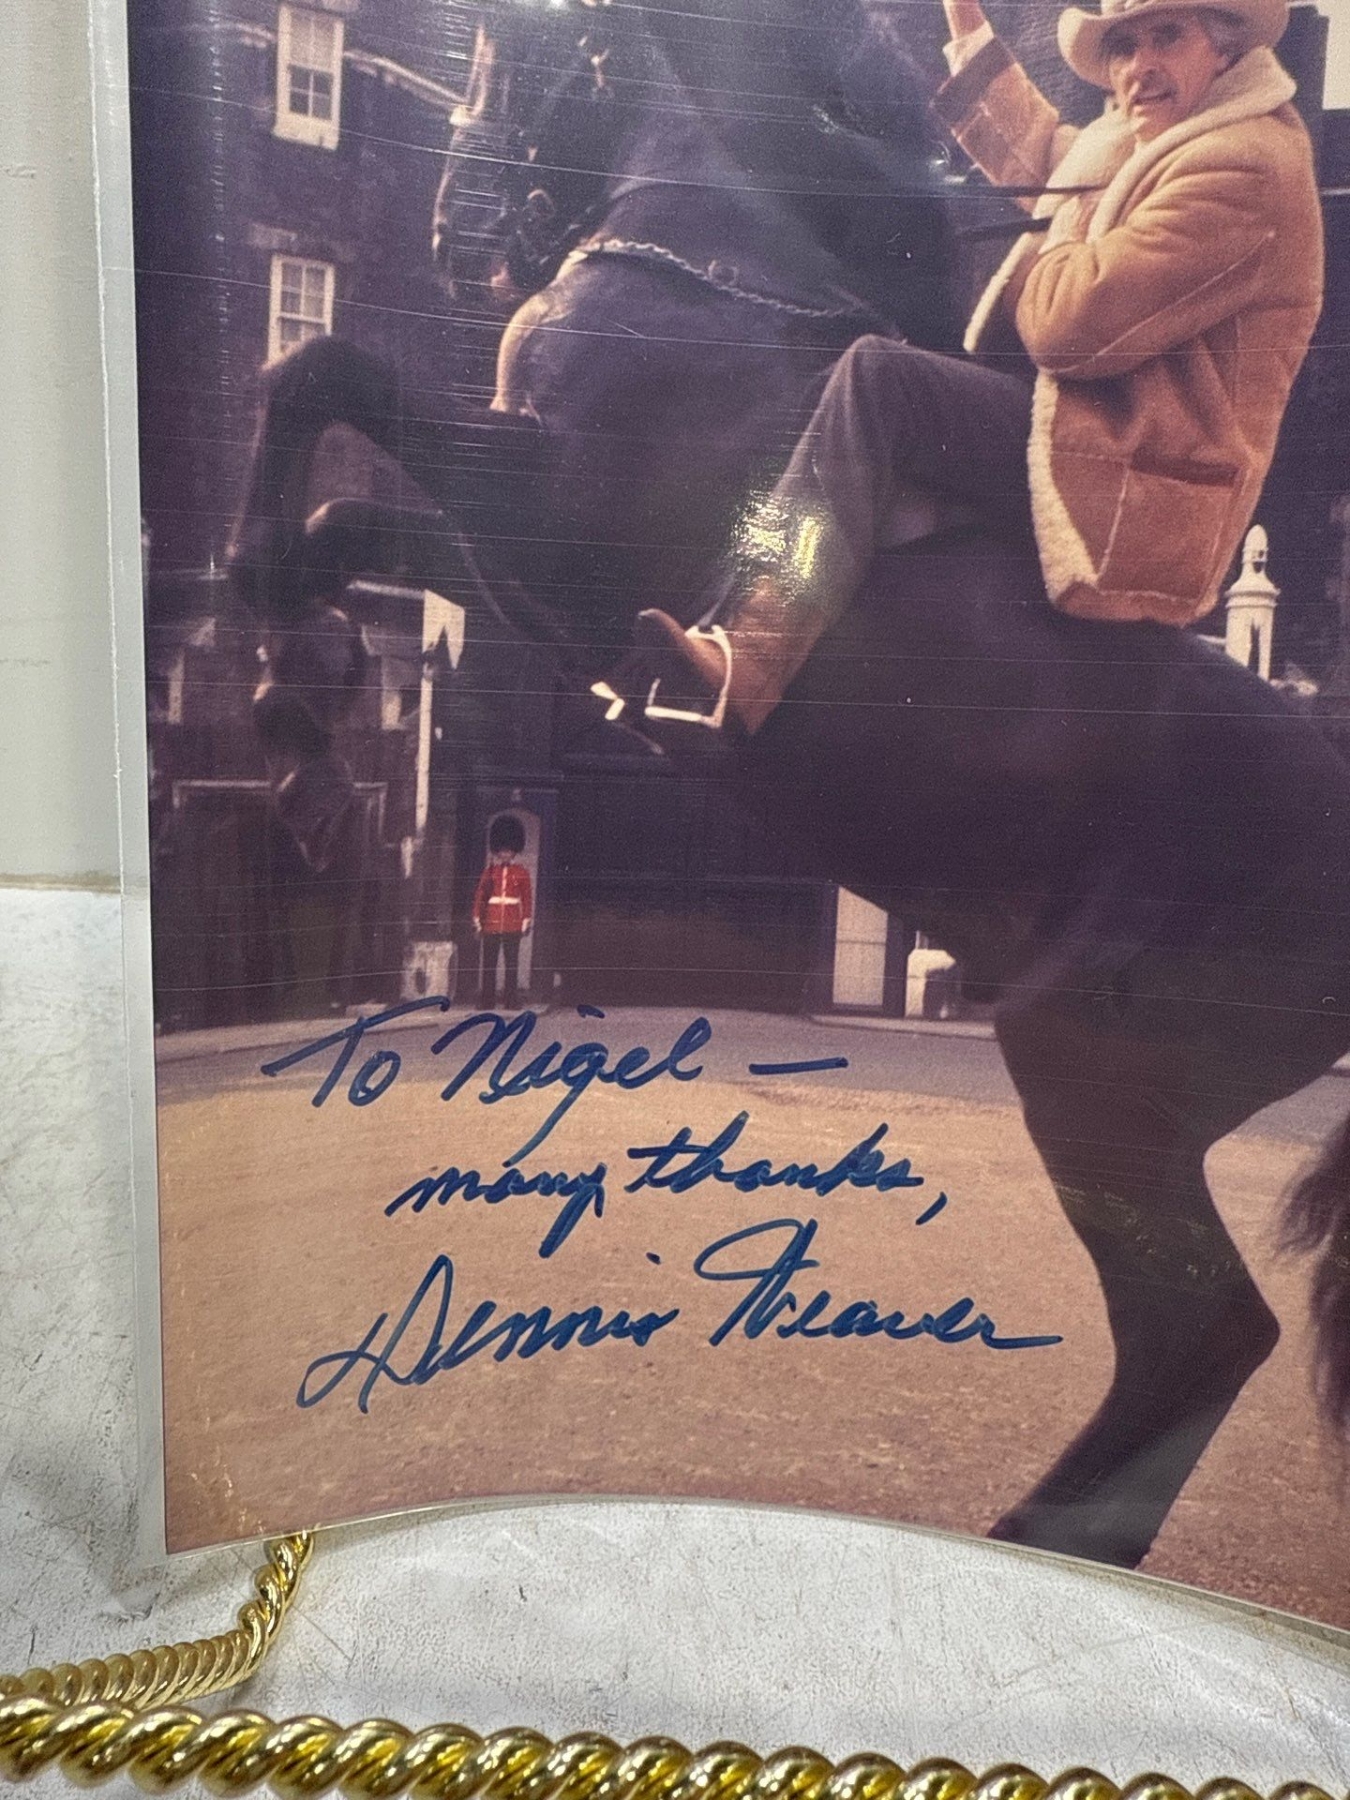 To Nigel —
many thanks,
Dennis Weaver